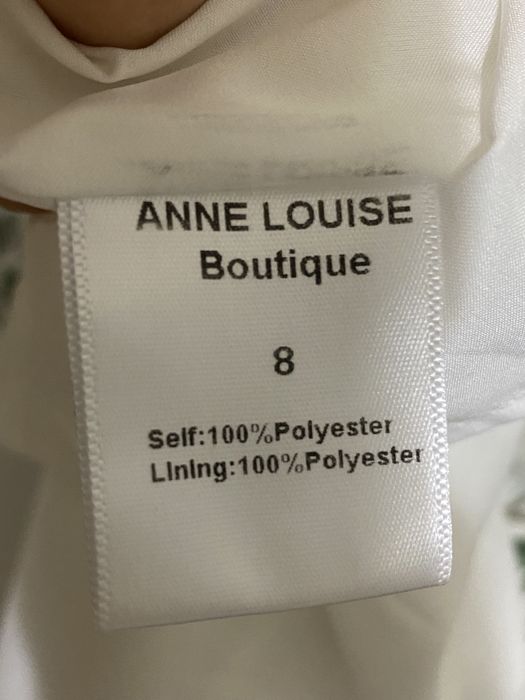 ANNE LOUISE
Boutique
8
Self:100%Polyester
Lining:100%Polyester